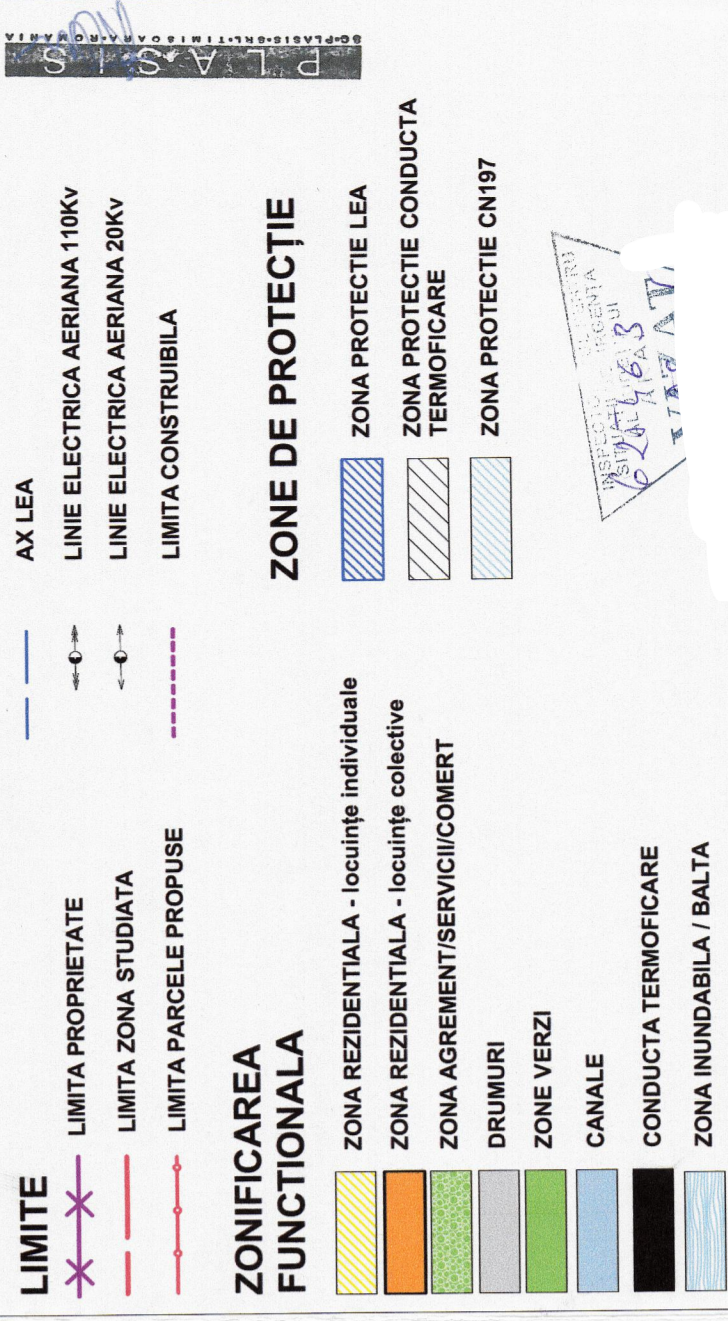 LIMITE
LIMITA PROPRIETATE
LIMITA ZONA STUDIATA
LIMITA PARCELE PROPUSE
AX LEA
LINIE ELECTRICA AERIANA 110Kv
LINIE ELECTRICA AERIANA 20Kv
LIMITA CONSTRUIBILA
ZONIFICAREA
FUNCTIONALA
ZONA REZIDENTIALA - locuințe individuale
ZONA REZIDENTIALA - locuințe colective
ZONA AGREMENT/SERVICII/COMERT
DRUMURI
ZONE VERZI
CANALE
CONDUCTA TERMOFICARE
ZONA INUNDABILA / BALTA
ZONE DE PROTECȚIE
ZONA PROTECTIE LEA
ZONA PROTECTIE CONDUCTA
TERMOFICARE
ZONA PROTECTIE CN197
PLASIS
SC•PLASIS•SRL•TIMISOARA•ROMANIA